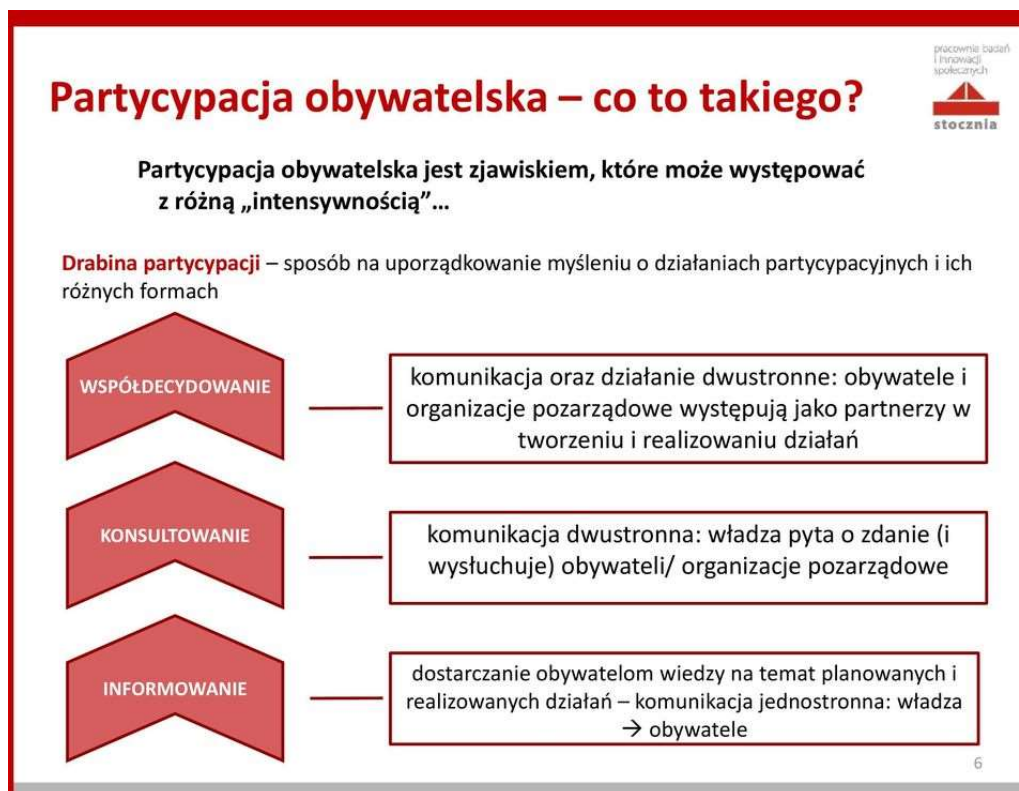 pracownie badań
i innowacji
społecznych
stocznia
Partycypacja obywatelska – co to takiego?
Partycypacja obywatelska jest zjawiskiem, które może występować
z różną „intensywnością”...
Drabina partycypacji – sposób na uporządkowanie myśleniu o działaniach partycypacyjnych i ich
różnych formach
WSPÓŁDECYDOWANIE
komunikacja oraz działanie dwustronne: obywatele i
organizacje pozarządowe występują jako partnerzy w
tworzeniu i realizowaniu działań
KONSULTOWANIE
komunikacja dwustronna: władza pyta o zdanie (i
wysłuchuje) obywateli/ organizacje pozarządowe
INFORMOWANIE
dostarczanie obywatelom wiedzy na temat planowanych i
realizowanych działań – komunikacja jednostronna: władza
→ obywatele
6